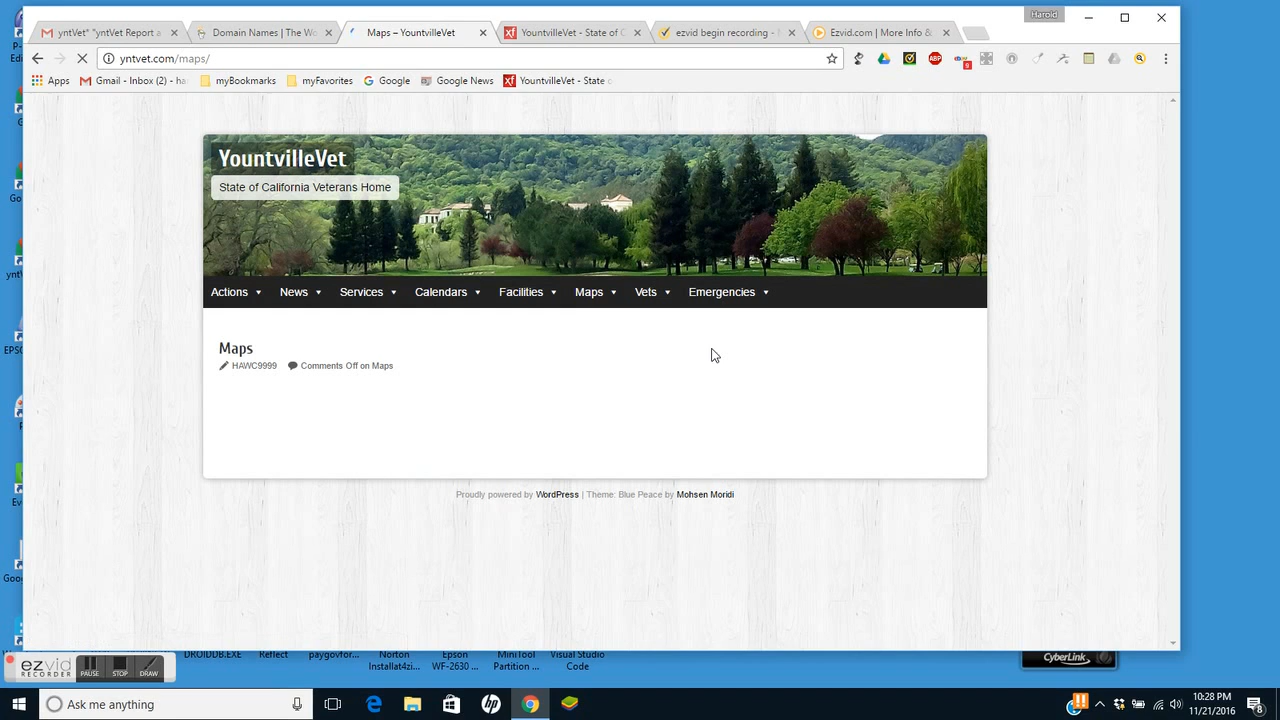 Harold
yntVet" "yntVet Report a
Domain Names | The Wo
Maps – YountvilleVet
YountvilleVet - State of
ezvid begin recording -
Ezvid.com | More Info &
yntvet.com/maps/
Apps
Gmail - Inbox (2) - ha
myBookmarks
myFavorites
Google
Google News
YountvilleVet - State o
YountvilleVet
State of California Veterans Home
Actions
News
Services
Calendars
Facilities
Maps
Vets
Emergencies
Maps
HAWC9999
Comments Off on Maps
Proudly powered by WordPress | Theme: Blue Peace by Mohsen Moridi
DROIDDB.EXE
Reflect
paygovfor...
Epson
MiniTool
Visual Studio
Norton
Installat4zi...
WF-2630 ...
Partition ...
Code
ezvid
RECORDER
PAUSE
STOP
DRAW
CyberLink
Ask me anything
10:28 PM
11/21/2016
8
ABP
9